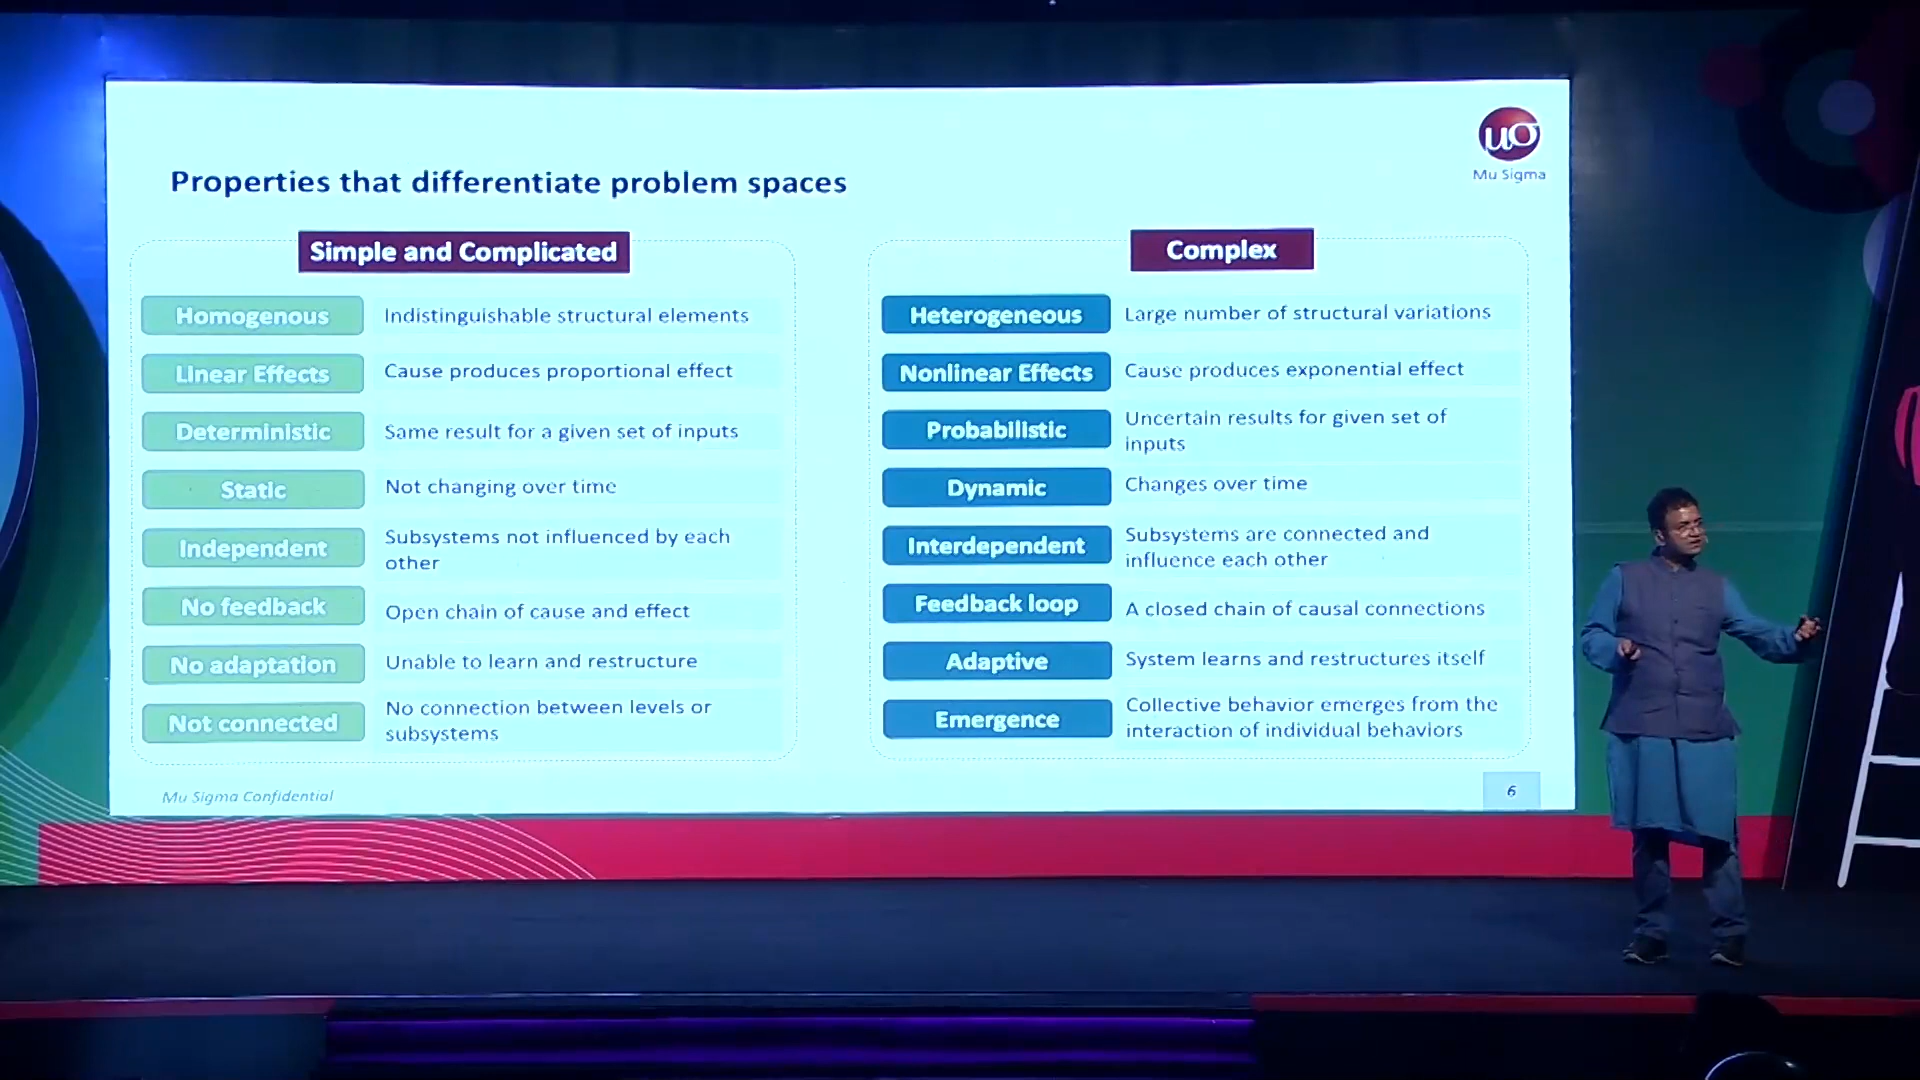 μσ
Mu Sigma
Properties that differentiate problem spaces
Simple and Complicated
Homogenous
Indistinguishable structural elements
Linear Effects
Cause produces proportional effect
Deterministic
Same result for a given set of inputs
Static
Not changing over time
Independent
Subsystems not influenced by each
other
No feedback
Open chain of cause and effect
No adaptation
Unable to learn and restructure
Not connected
No connection between levels or
subsystems
Complex
Heterogeneous
Large number of structural variations
Nonlinear Effects
Cause produces exponential effect
Probabilistic
Uncertain results for given set of
inputs
Dynamic
Changes over time
Interdependent
Subsystems are connected and
influence each other
Feedback loop
A closed chain of causal connections
Adaptive
System learns and restructures itself
Emergence
Collective behavior emerges from the
interaction of individual behaviors
Mu Sigma Confidential
6